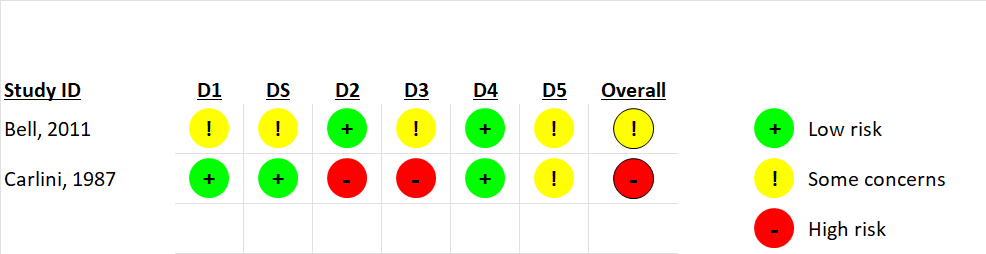 Study ID D1 DS D2 D3 D4 D5 Overall
Bell, 2011 ! ! + ! + ! ! + Low risk
Carlini, 1987 + + - - + ! - ! Some concerns
- High risk